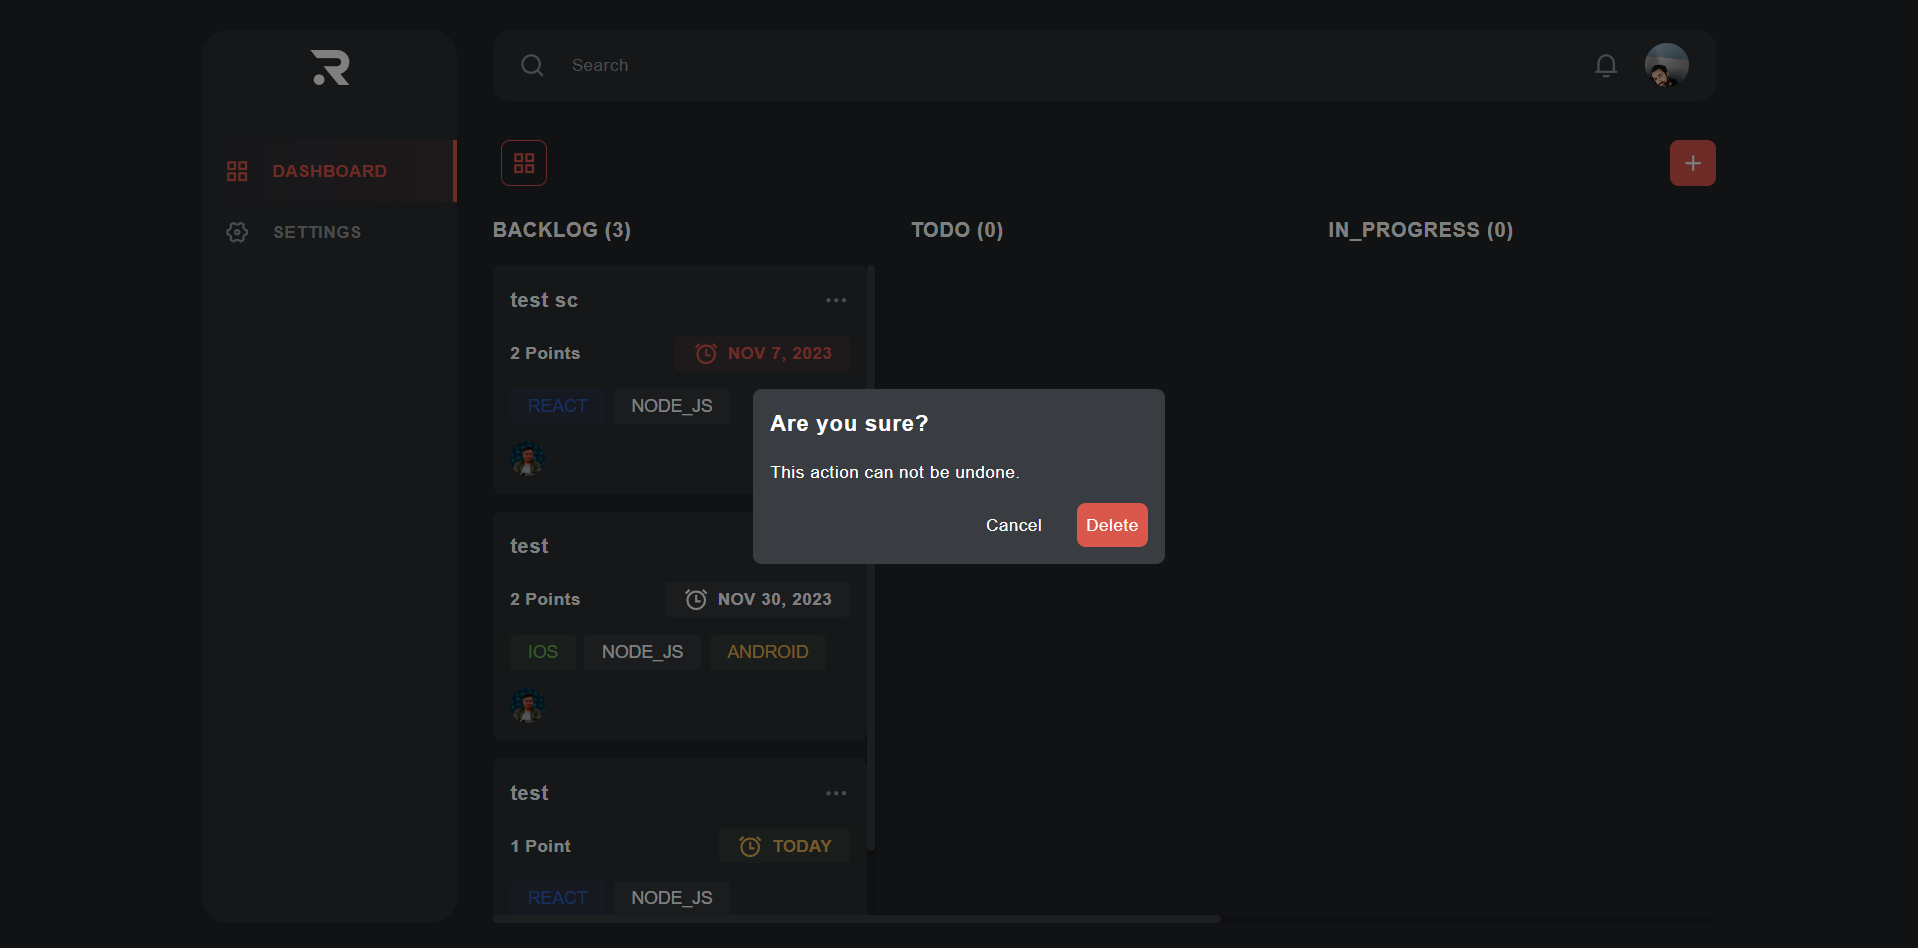 Search
DASHBOARD
SETTINGS
BACKLOG (3)
TODO (0)
IN_PROGRESS (0)
test sc
2 Points
NOV 7, 2023
REACT
NODE_JS
test
2 Points
NOV 30, 2023
IOS
NODE_JS
ANDROID
test
1 Point
TODAY
REACT
NODE_JS
Are you sure?
This action can not be undone.
Cancel
Delete